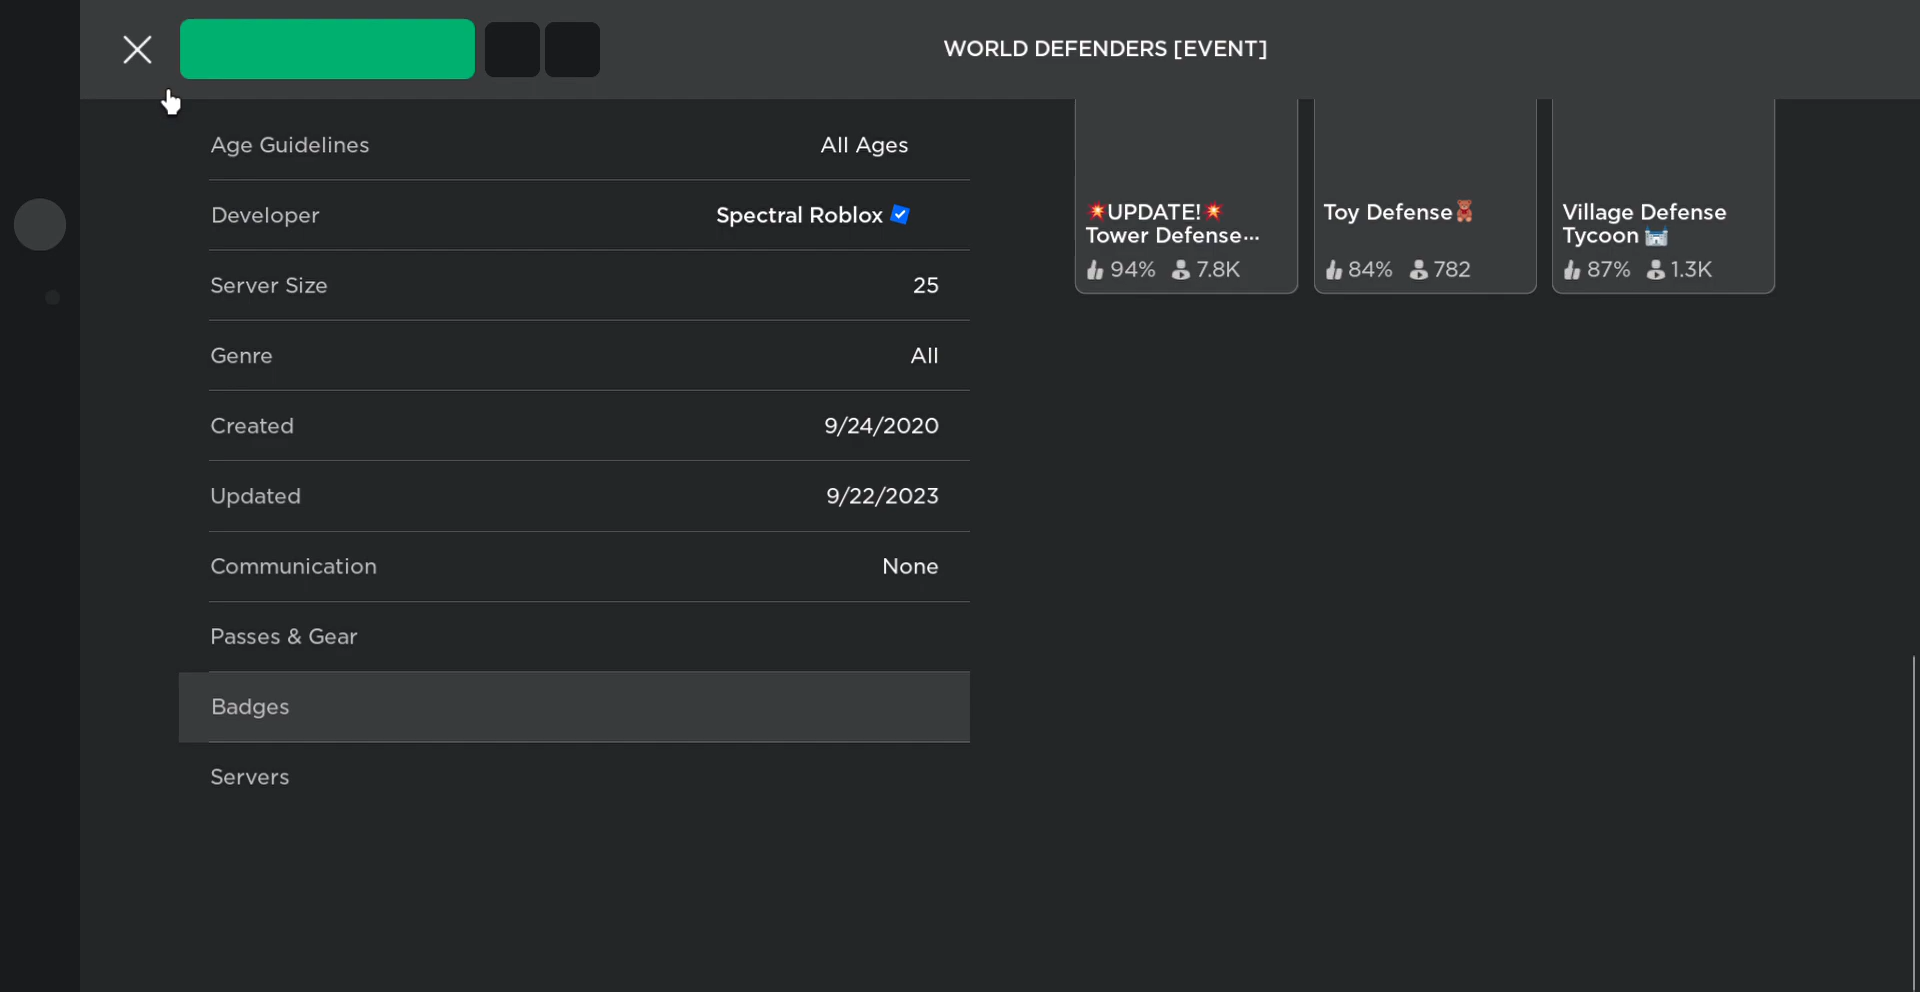 WORLD DEFENDERS [EVENT]
Age Guidelines
All Ages
Developer
Spectral Roblox
Server Size
25
Genre
All
Created
9/24/2020
Updated
9/22/2023
Communication
None
Passes & Gear
Badges
Servers
💥UPDATE!💥
Tower Defense...
94% 7.8K
Toy Defense🧸
84% 782
Village Defense
Tycoon 🏰
87% 1.3K